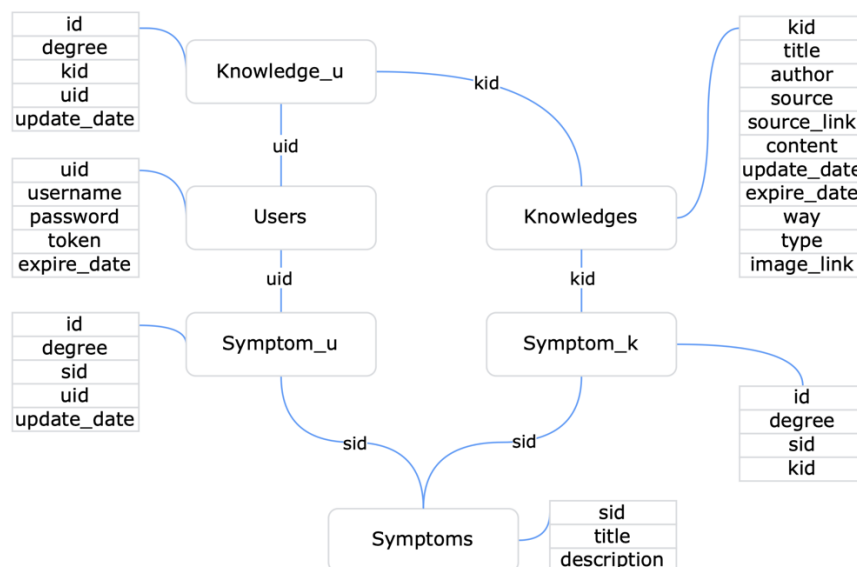 id
degree
kid
uid
update_date
Knowledge_u
kid
kid
title
author
source
source_link
content
update_date
expire_date
way
type
image_link
uid
uid
username
password
token
expire_date
Users
Knowledges
uid
kid
id
degree
sid
uid
update_date
Symptom_u
Symptom_k
id
degree
sid
kid
sid
sid
Symptoms
sid
title
description